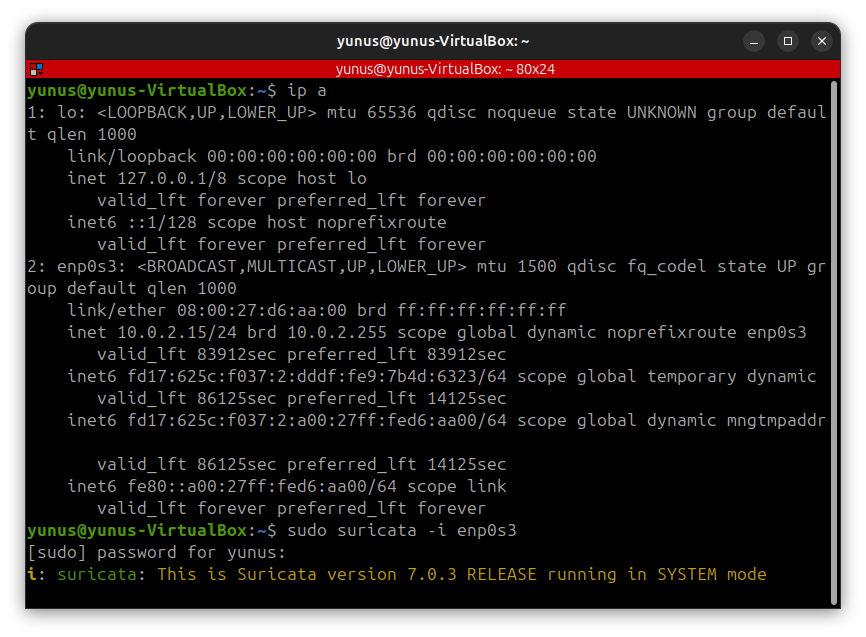 yunus@yunus-VirtualBox: ~
yunus@yunus-VirtualBox: ~ 80x24
yunus@yunus-VirtualBox:~$ ip a
1: lo: <LOOPBACK,UP,LOWER_UP> mtu 65536 qdisc noqueue state UNKNOWN group defaul
t qlen 1000
    link/loopback 00:00:00:00:00:00 brd 00:00:00:00:00:00
    inet 127.0.0.1/8 scope host lo
       valid_lft forever preferred_lft forever
    inet6 ::1/128 scope host noprefixroute
       valid_lft forever preferred_lft forever
2: enp0s3: <BROADCAST,MULTICAST,UP,LOWER_UP> mtu 1500 qdisc fq_codel state UP gr
oup default qlen 1000
    link/ether 08:00:27:d6:aa:00 brd ff:ff:ff:ff:ff:ff
    inet 10.0.2.15/24 brd 10.0.2.255 scope global dynamic noprefixroute enp0s3
       valid_lft 83912sec preferred_lft 83912sec
    inet6 fd17:625c:f037:2:dddf:fe9:7b4d:6323/64 scope global temporary dynamic
       valid_lft 86125sec preferred_lft 14125sec
    inet6 fd17:625c:f037:2:a00:27ff:fed6:aa00/64 scope global dynamic mngtmpaddr
       valid_lft 86125sec preferred_lft 14125sec
    inet6 fe80::a00:27ff:fed6:aa00/64 scope link
       valid_lft forever preferred_lft forever
yunus@yunus-VirtualBox:~$ sudo suricata -i enp0s3
[sudo] password for yunus:
i: suricata: This is Suricata version 7.0.3 RELEASE running in SYSTEM mode